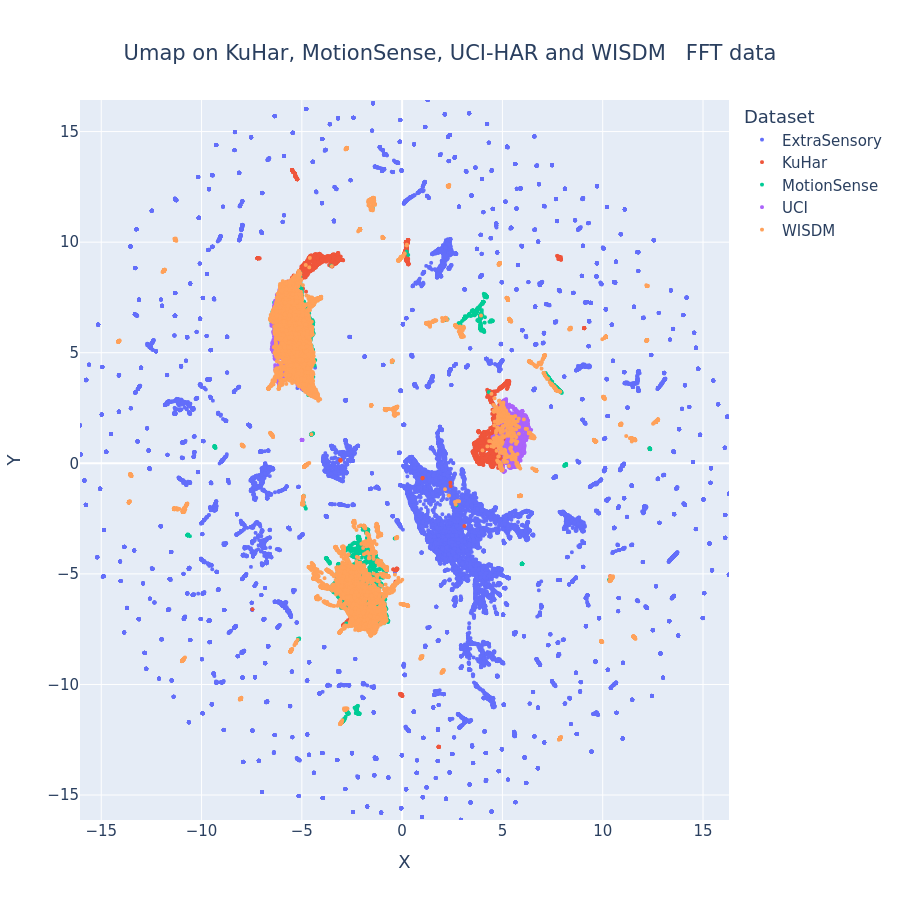 Umap on KuHar, MotionSense, UCI-HAR and WISDM   FFT data
Dataset
ExtraSensory
KuHar
MotionSense
UCI
WISDM
15
10
5
0
−5
−10
−15
Y
−15
−10
−5
0
5
10
15
X